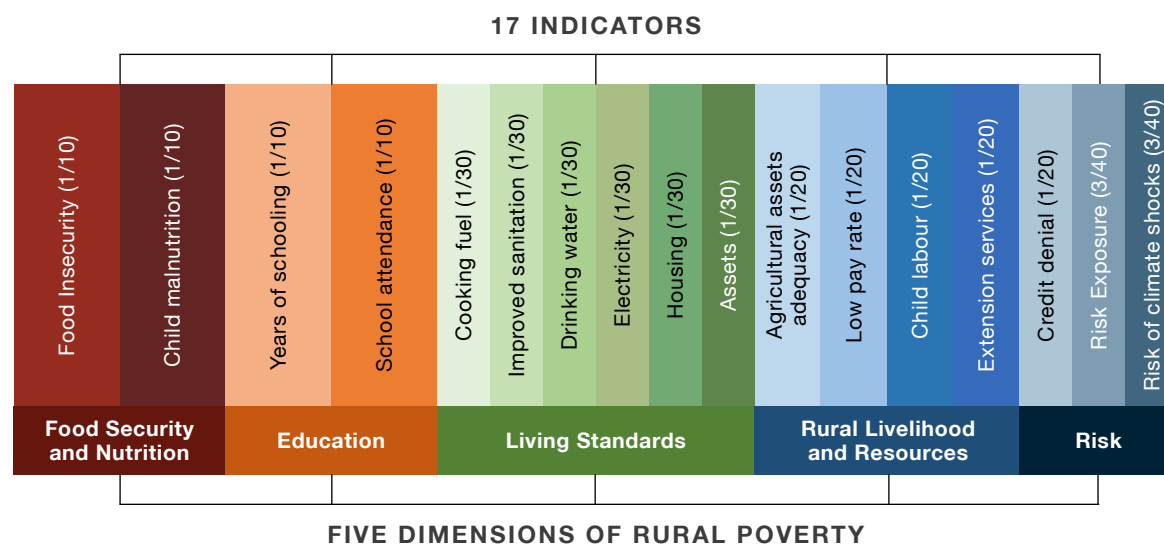 17 INDICATORS
Food Insecurity (1/10)
Child malnutrition (1/10)
Years of schooling (1/10)
School attendance (1/10)
Cooking fuel (1/30)
Improved sanitation (1/30)
Drinking water (1/30)
Electricity (1/30)
Housing (1/30)
Assets (1/30)
Agricultural assets
adequacy (1/20)
Low pay rate (1/20)
Child labour (1/20)
Extension services (1/20)
Credit denial (1/20)
Risk Exposure (3/40)
Risk of climate shocks (3/40)
Food Security
and Nutrition
Education
Living Standards
Rural Livelihood
and Resources
Risk
FIVE DIMENSIONS OF RURAL POVERTY